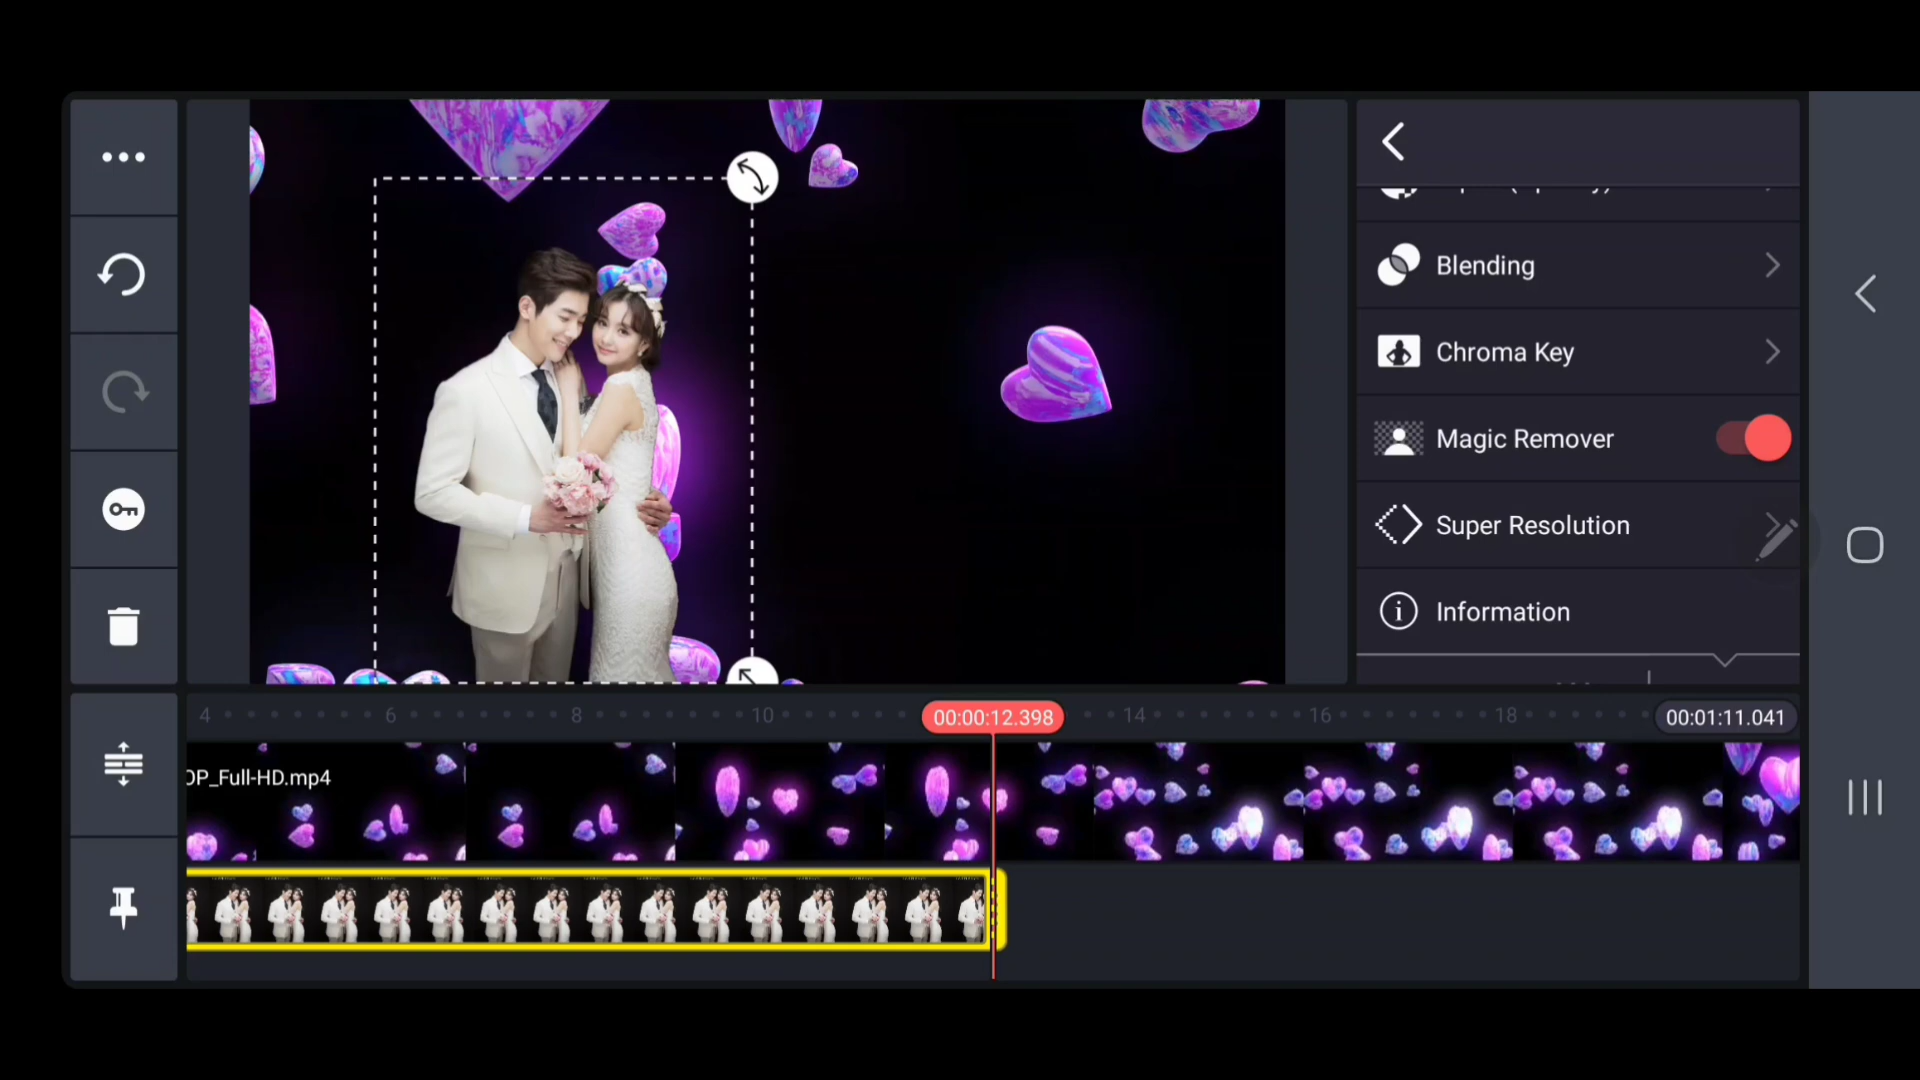 Blending
Chroma Key
Magic Remover
Super Resolution
Information
4 6 8 10 00:00:12.398 14 16 18 00:01:11.041
OP_Full-HD.mp4